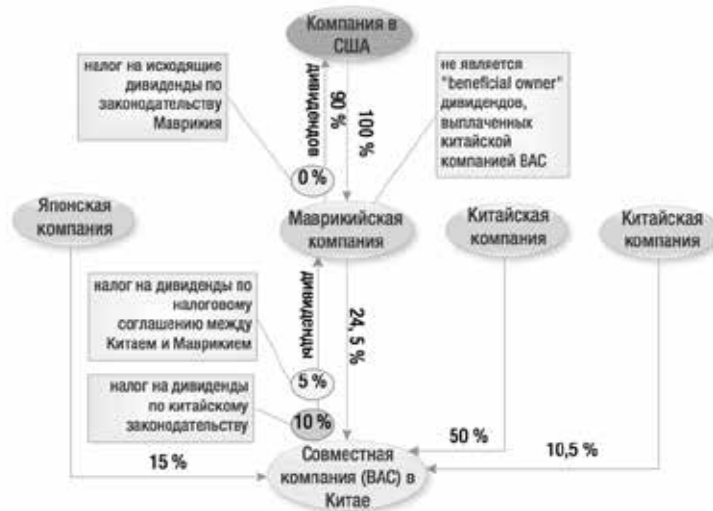 Компания в
США
налог на исходящие
дивиденды по
законодательству
Маврикия
90 %
дивидендов
100 %
не является
"beneficial owner"
дивидендов,
выплаченных
китайской
компанией ВАС
0 %
Японская
компания
Маврикийская
компания
Китайская
компания
Китайская
компания
налог на дивиденды по
налоговому
соглашению между
Китаем и Маврикием
дивиденды
24, 5 %
5 %
налог на дивиденды
по китайскому
законодательству
10 %
15 %
50 %
10,5 %
Совместная
компания (ВАС) в
Китае